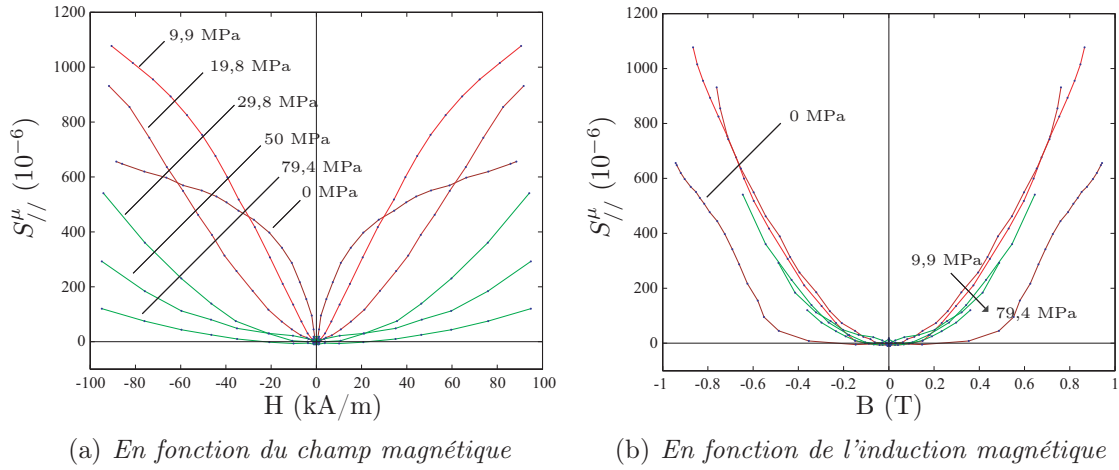 1200
1000
800
600
400
200
0
-100 -80 -60 -40 -20 0 20 40 60 80 100
S^μ_// (10^−6)
H (kA/m)
9,9 MPa
19,8 MPa
29,8 MPa
50 MPa
79,4 MPa
0 MPa
(a) En fonction du champ magnétique
1200
1000
800
600
400
200
0
-1 -0.8 -0.6 -0.4 -0.2 0 0.2 0.4 0.6 0.8 1
S^μ_// (10^−6)
B (T)
0 MPa
9,9 MPa
79,4 MPa
(b) En fonction de l'induction magnétique